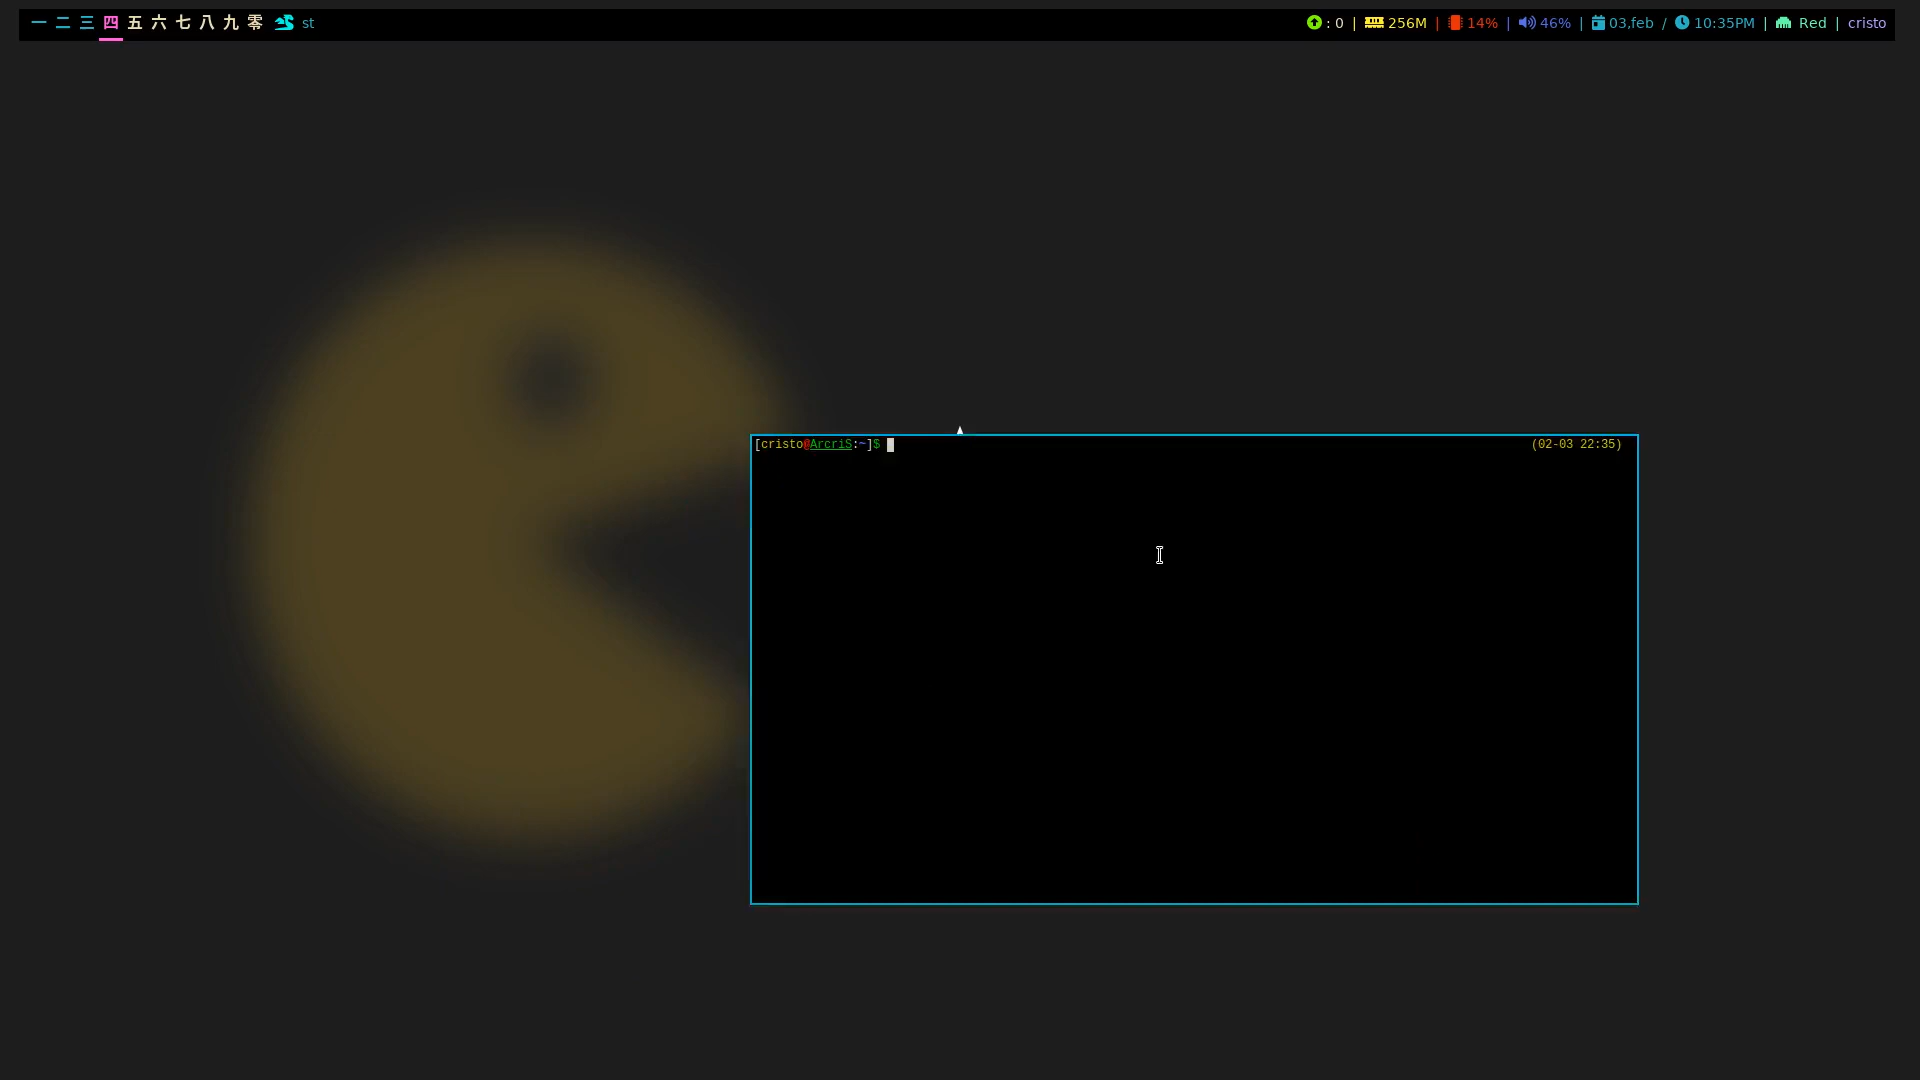 一 二 三 四 五 六 七 八 九 零 st : 0 | 256M | 14% | 46% | 03,feb / 10:35PM | Red | cristo
[cristo@ArcriS:~]$ (02-03 22:35)